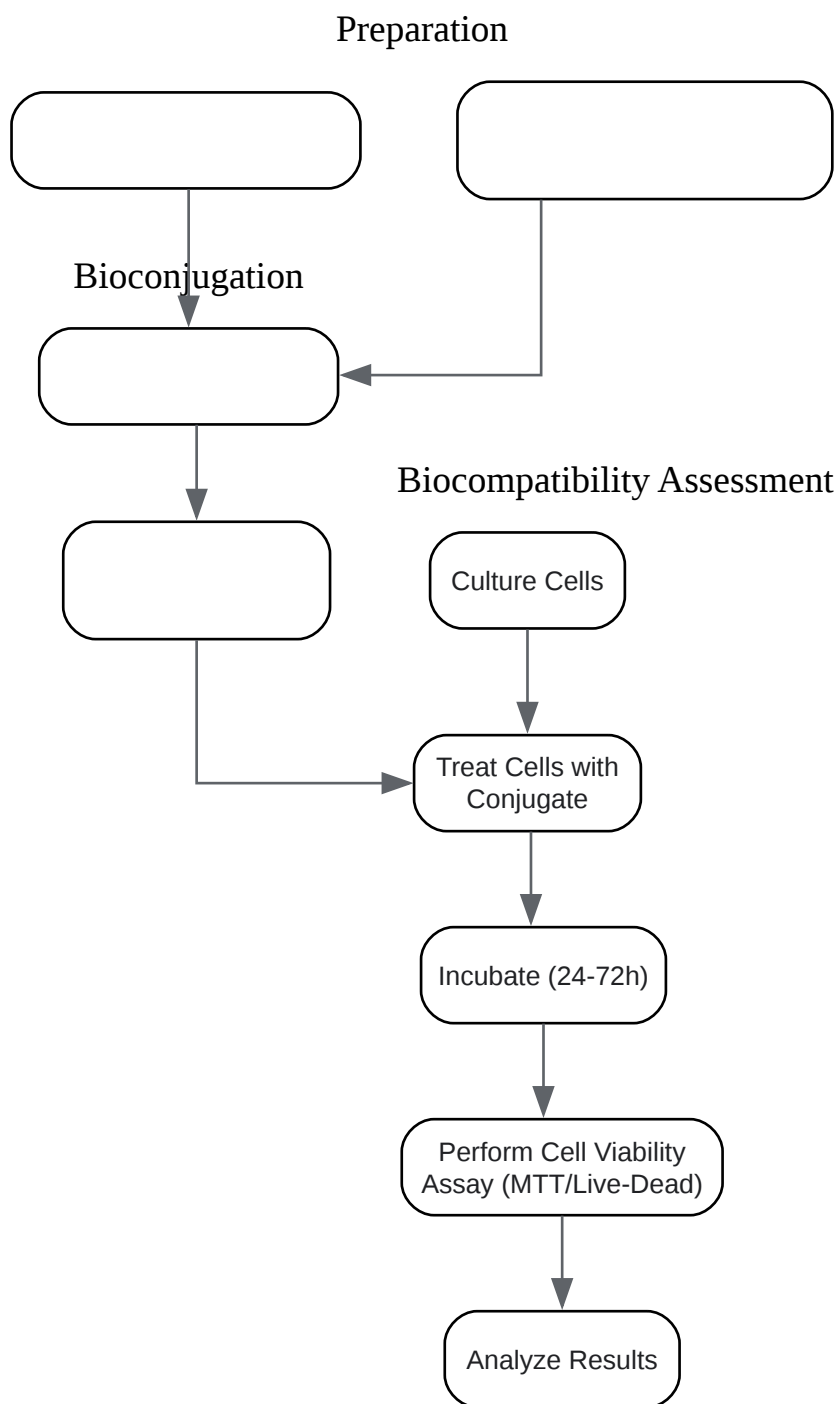 Preparation
Bioconjugation
Biocompatibility Assessment
Culture Cells
Treat Cells with
Conjugate
Incubate (24-72h)
Perform Cell Viability
Assay (MTT/Live-Dead)
Analyze Results